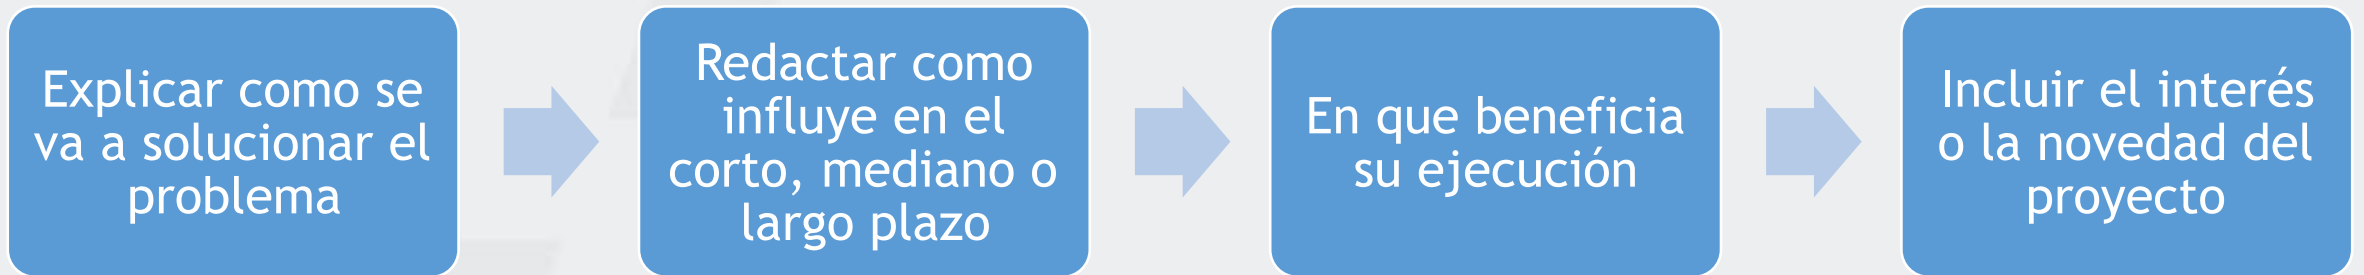 Explicar como se
va a solucionar el
problema
Redactar como
influye en el
corto, mediano o
largo plazo
En que beneficia
su ejecución
Incluir el interés
o la novedad del
proyecto